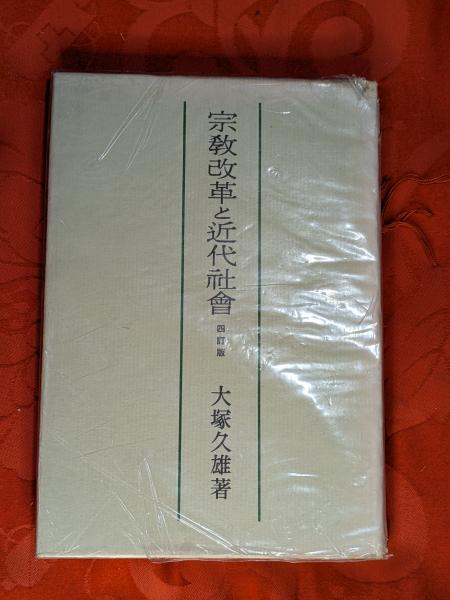 宗教改革と近代社會
四訂版
大塚久雄著